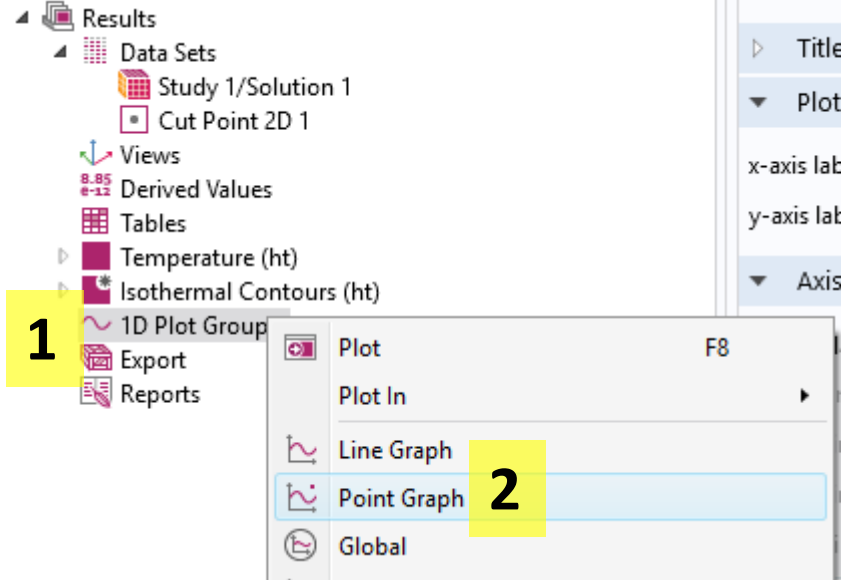 Results
Data Sets
Study 1/Solution 1
Cut Point 2D 1
Views
8.85
e-12
Derived Values
Tables
Temperature (ht)
Isothermal Contours (ht)
1
1D Plot Group
Export
Reports
Plot F8
Plot In
Line Graph
Point Graph
2
Global
Title
Plot
x-axis lab
y-axis lab
Axis